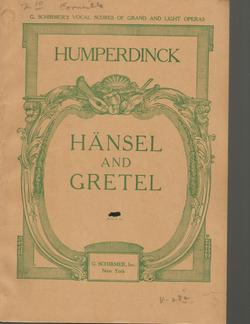 G. SCHIRMER'S VOCAL SCORES OF GRAND AND LIGHT OPERAS
HUMPERDINCK
HÄNSEL
AND
GRETEL
G. SCHIRMER, Inc.
New York